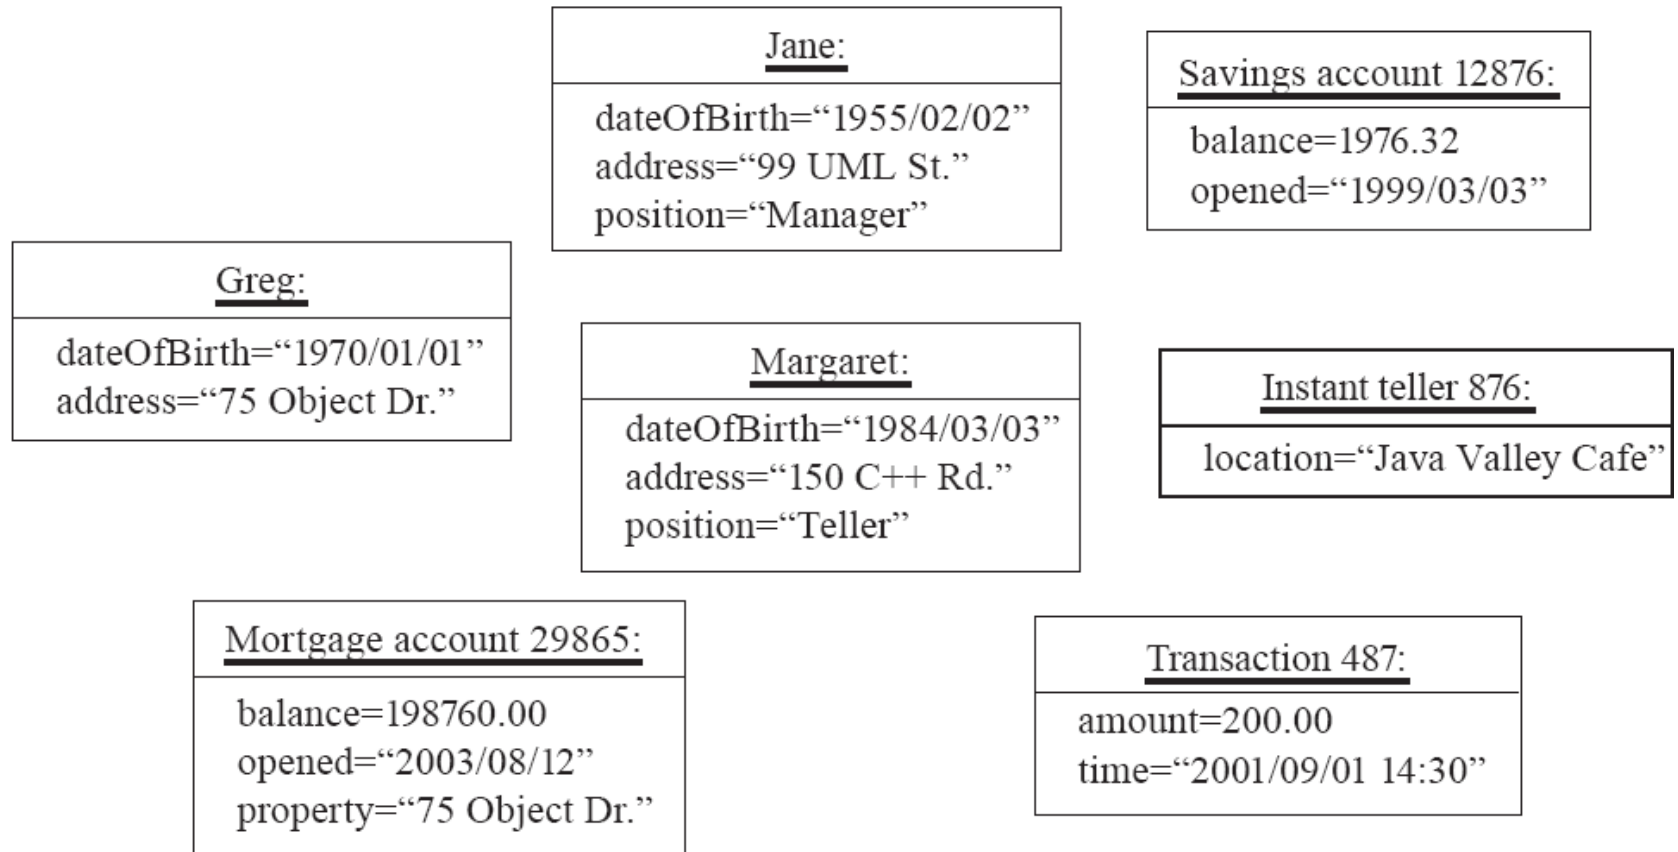 Jane:
dateOfBirth=“1955/02/02”
address=“99 UML St.”
position=“Manager”
Savings account 12876:
balance=1976.32
opened=“1999/03/03”
Greg:
dateOfBirth=“1970/01/01”
address=“75 Object Dr.”
Margaret:
dateOfBirth=“1984/03/03”
address=“150 C++ Rd.”
position=“Teller”
Instant teller 876:
location=“Java Valley Cafe”
Mortgage account 29865:
balance=198760.00
opened=“2003/08/12”
property=“75 Object Dr.”
Transaction 487:
amount=200.00
time=“2001/09/01 14:30”